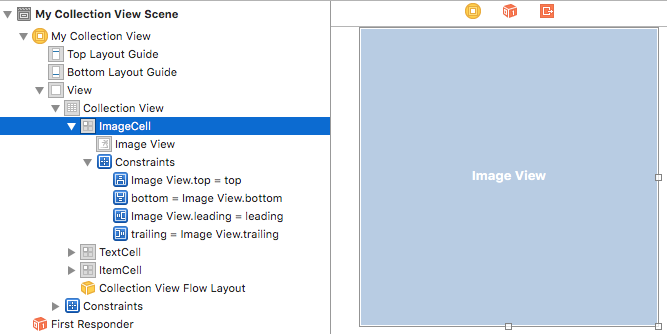 My Collection View Scene
My Collection View
Top Layout Guide
Bottom Layout Guide
View
Collection View
ImageCell
Image View
Constraints
Image View.top = top
bottom = Image View.bottom
Image View.leading = leading
trailing = Image View.trailing
TextCell
ItemCell
Collection View Flow Layout
Constraints
First Responder
Image View